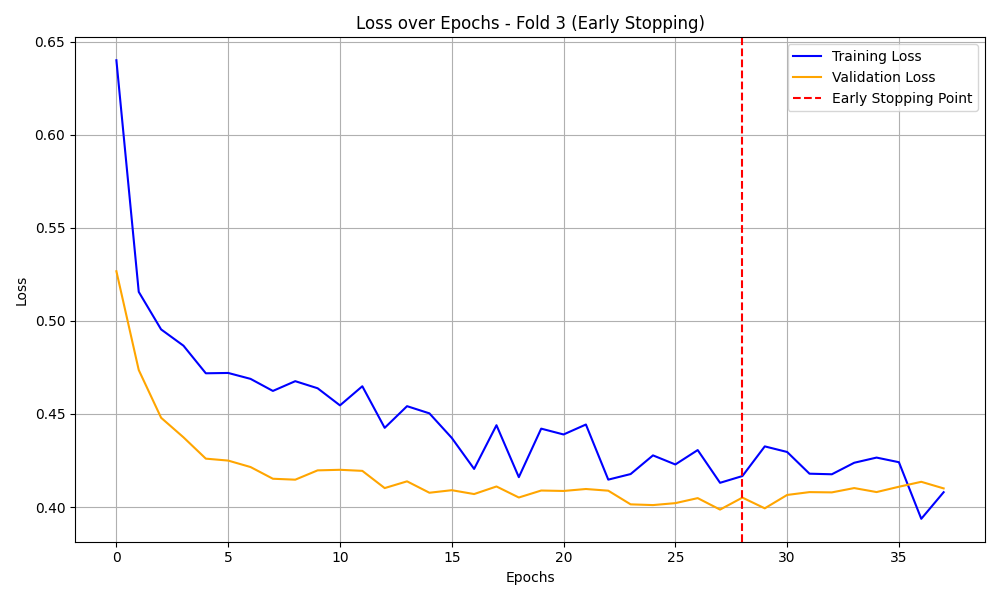 Loss over Epochs - Fold 3 (Early Stopping)
Training Loss
Validation Loss
Early Stopping Point
Loss
0.65
0.60
0.55
0.50
0.45
0.40
0 5 10 15 20 25 30 35
Epochs